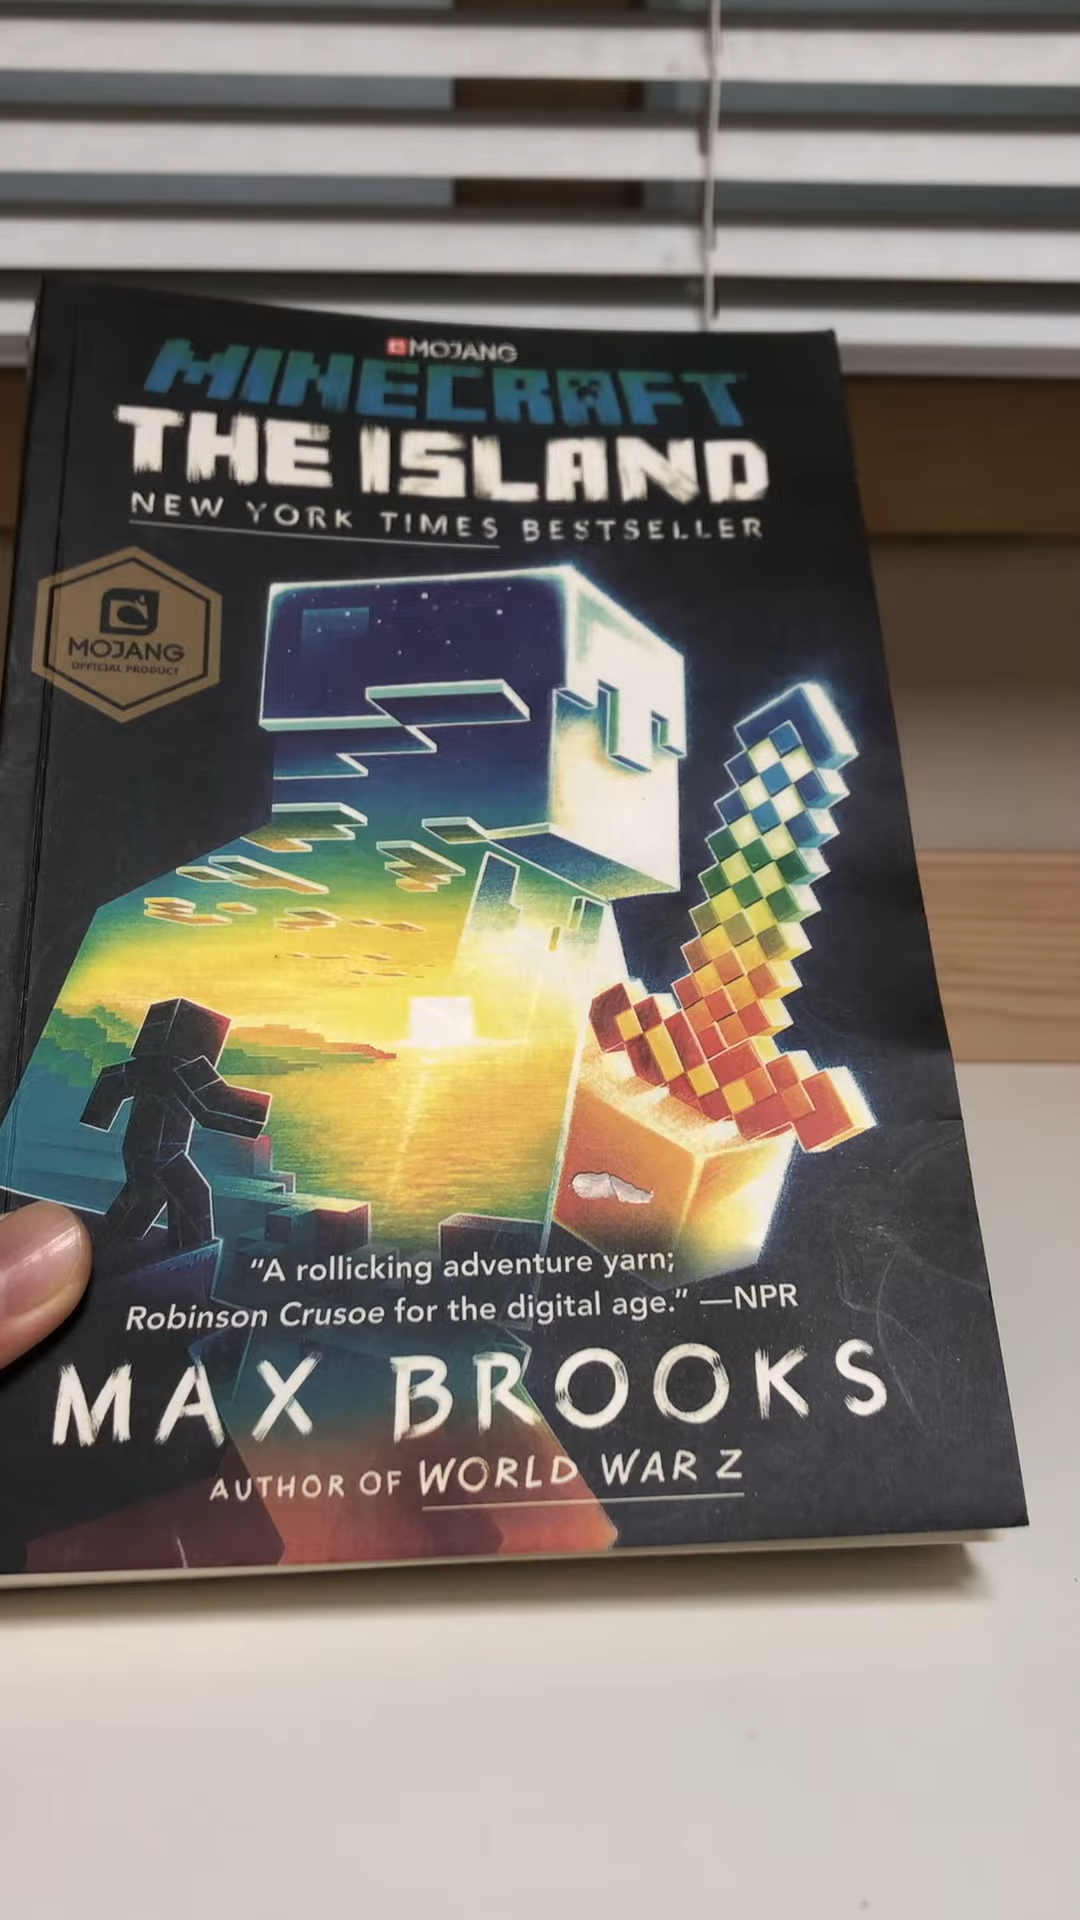 MOJANG
MINECRAFT
THE ISLAND
NEW YORK TIMES BESTSELLER
MOJANG
OFFICIAL PRODUCT
“A rollicking adventure yarn;
Robinson Crusoe for the digital age.” —NPR
MAX BROOKS
AUTHOR OF WORLD WAR Z